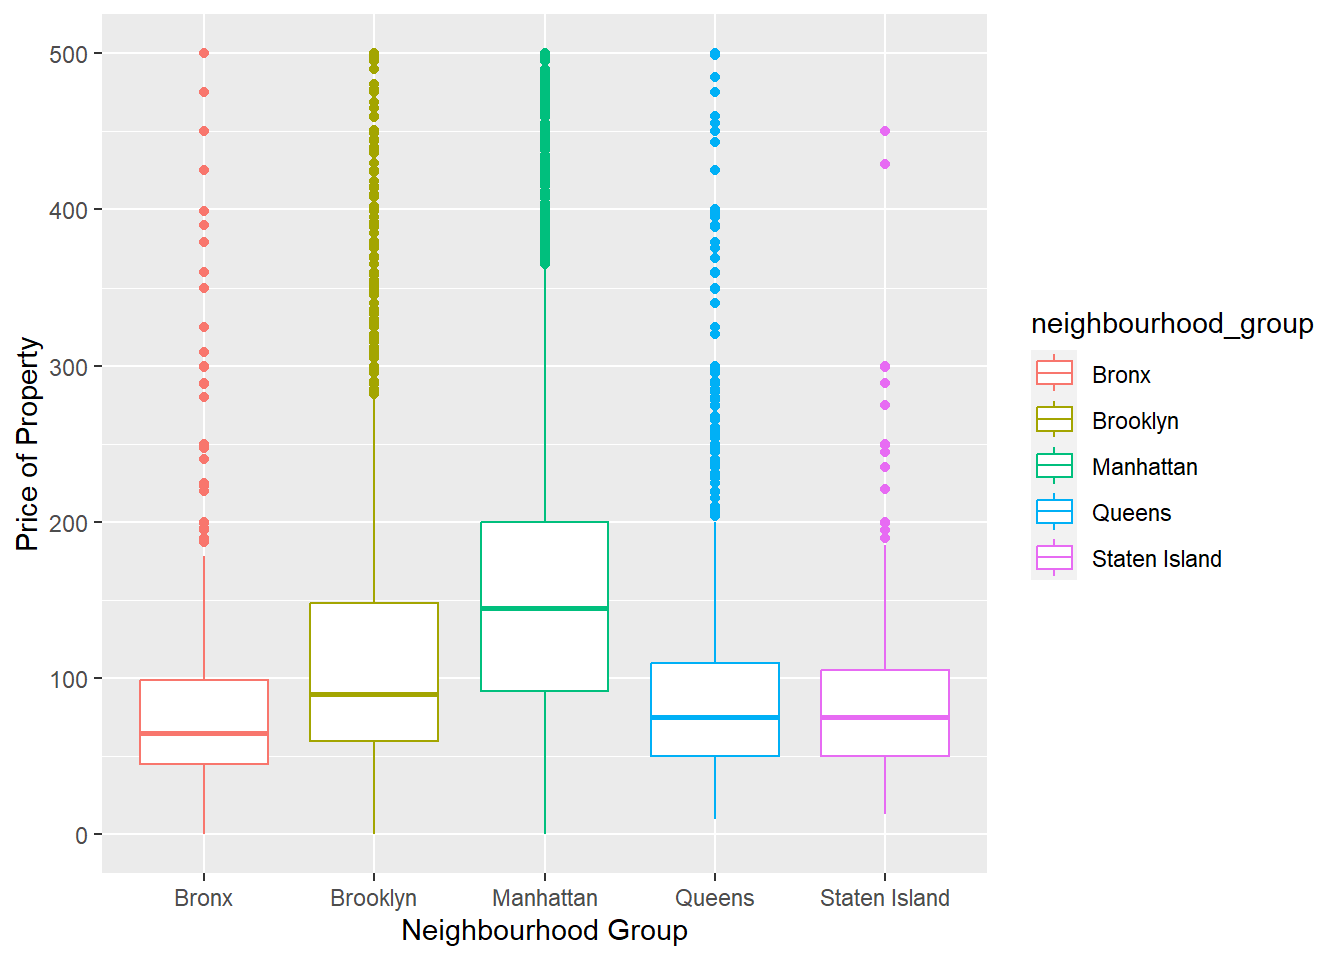 500
400
300
200
100
0
Price of Property
Bronx
Brooklyn
Manhattan
Queens
Staten Island
Neighbourhood Group
neighbourhood_group
Bronx
Brooklyn
Manhattan
Queens
Staten Island